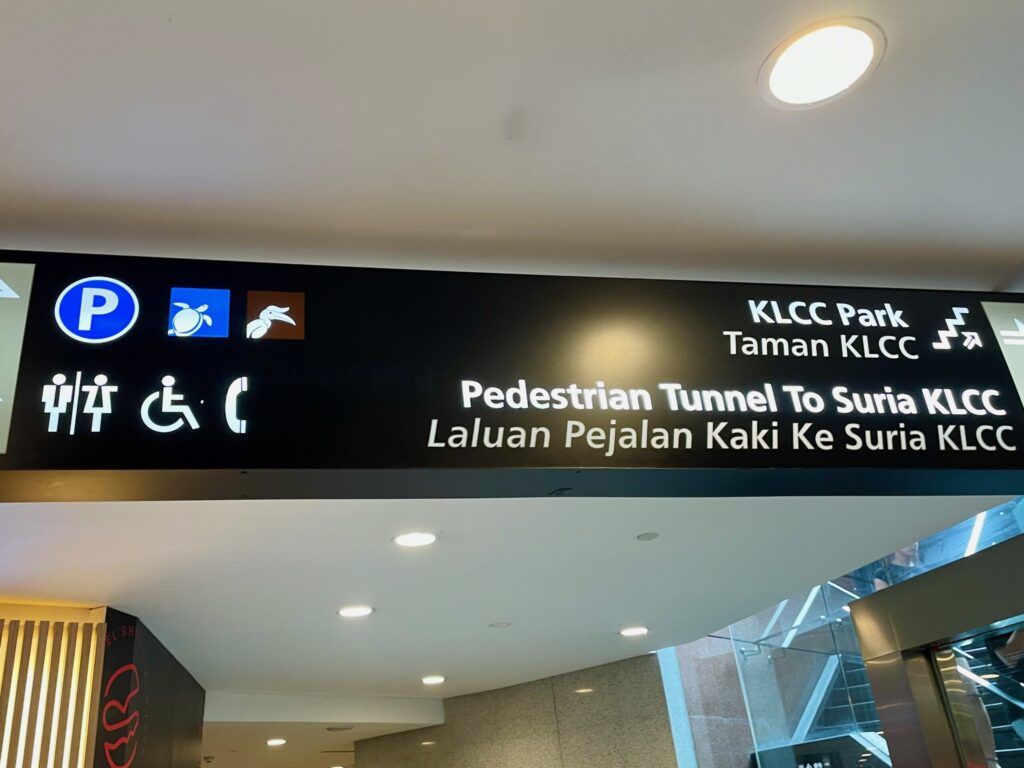 P
KLCC Park
Taman KLCC
Pedestrian Tunnel To Suria KLCC
Laluan Pejalan Kaki Ke Suria KLCC